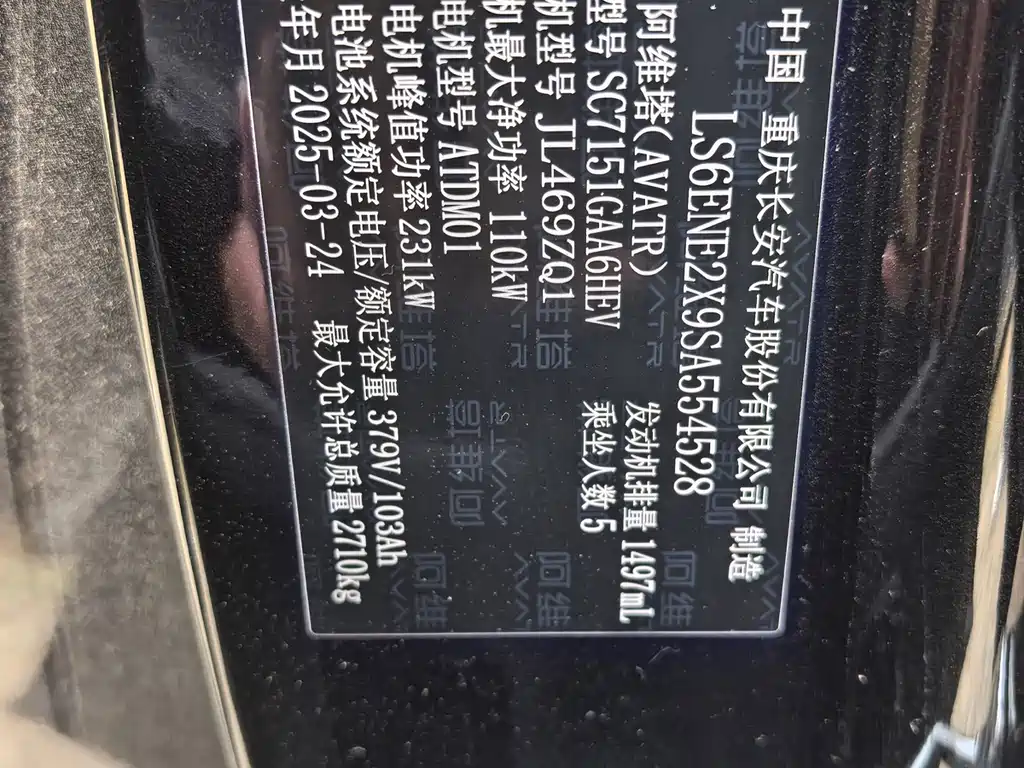 中国 重庆长安汽车股份有限公司 制造
LS6ENE2X9SA554528
阿维塔(AVATR) 发动机排量 1497mL
型号 SC7151GAA6HEV 乘坐人数 5
机型号 JL469ZQ1
机最大净功率 110kW
电机型号 ATDM01
电机峰值功率 231kW
电池系统额定电压/额定容量 379V/103Ah
年月 2025-03-24 最大允许总质量 2710kg